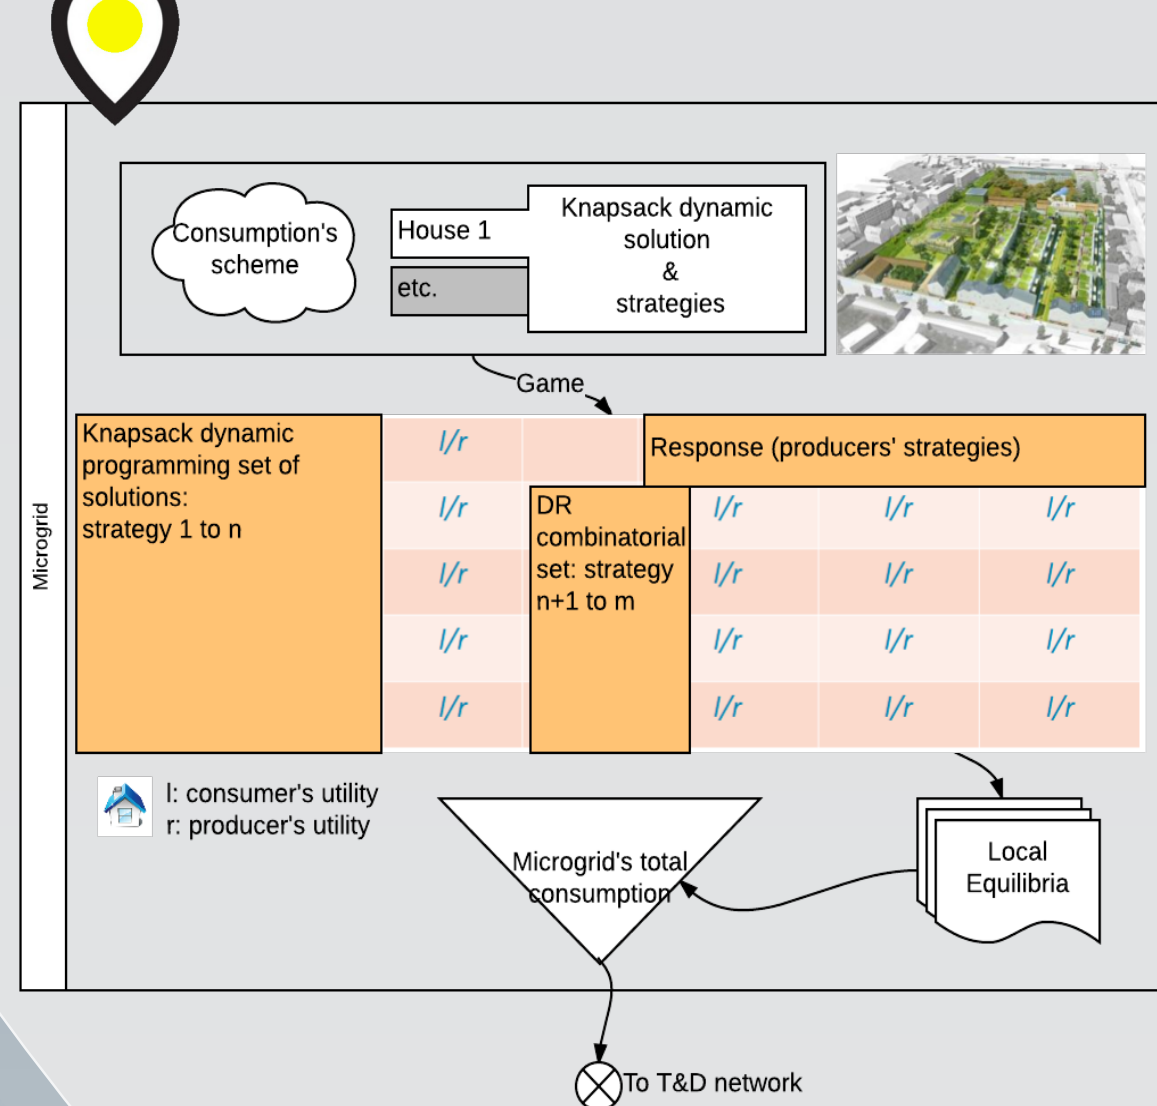 Microgrid
Consumption's
scheme
House 1
etc.
Knapsack dynamic
solution
&
strategies
Game
Knapsack dynamic
programming set of
solutions:
strategy 1 to n
l/r
Response (producers' strategies)
l/r
DR
combinatorial
set: strategy
n+1 to m
l/r l/r l/r
l/r l/r l/r l/r
l/r l/r l/r l/r
l/r l/r l/r l/r
l: consumer's utility
r: producer's utility
Microgrid's total
consumption
Local
Equilibria
To T&D network